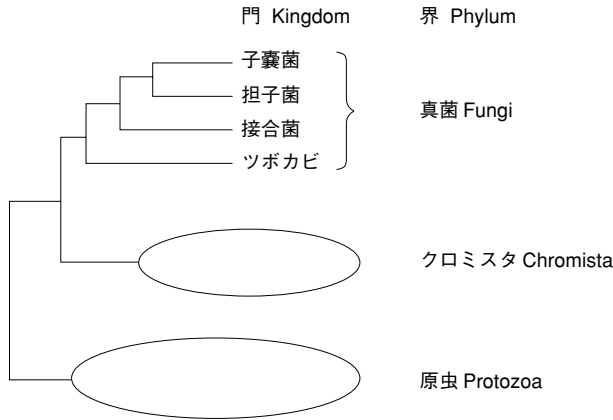 門 Kingdom 界 Phylum
子嚢菌
担子菌
真菌 Fungi
接合菌
ツボカビ
クロミスタ Chromista
原虫 Protozoa